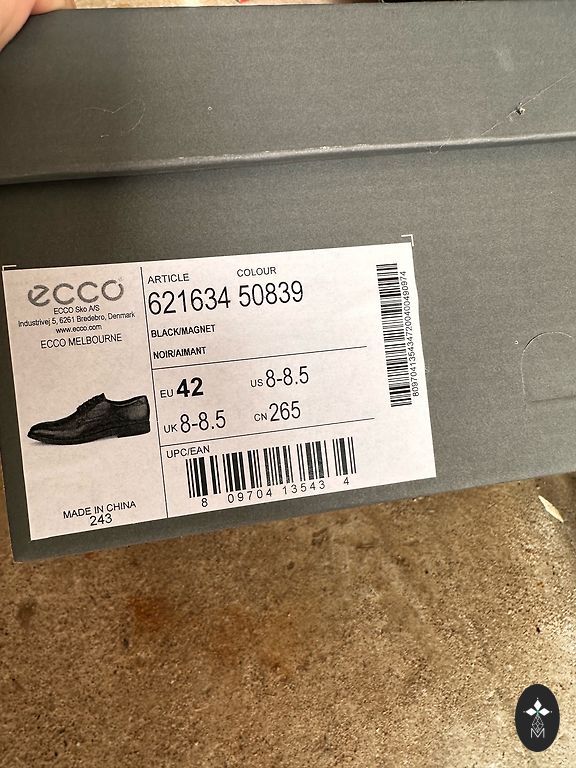 ecco
ECCO Sko A/S
Industrivej 5, 6261 Bredebro, Denmark
www.ecco.com
ECCO MELBOURNE
MADE IN CHINA
243
ARTICLE COLOUR
621634 50839
BLACK/MAGNET
NOIR/AIMANT
EU 42 US 8-8.5
UK 8-8.5 CN 265
UPC/EAN
8 09704 13543 4
8097041354347200400490974
M